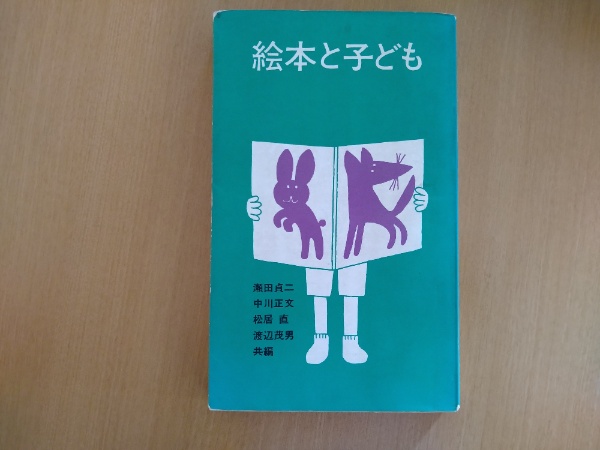 絵本と子ども
瀬田貞二
中川正文
松居 直
渡辺茂男
共編